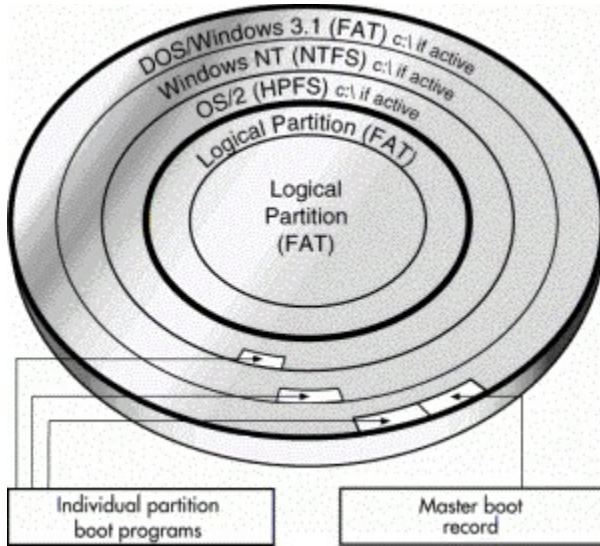 DOS/Windows 3.1 (FAT) c:\ if active
Windows NT (NTFS) c:\ if active
OS/2 (HPFS) c:\ if active
Logical Partition (FAT)
Logical
Partition
(FAT)
Individual partition
boot programs
Master boot
record